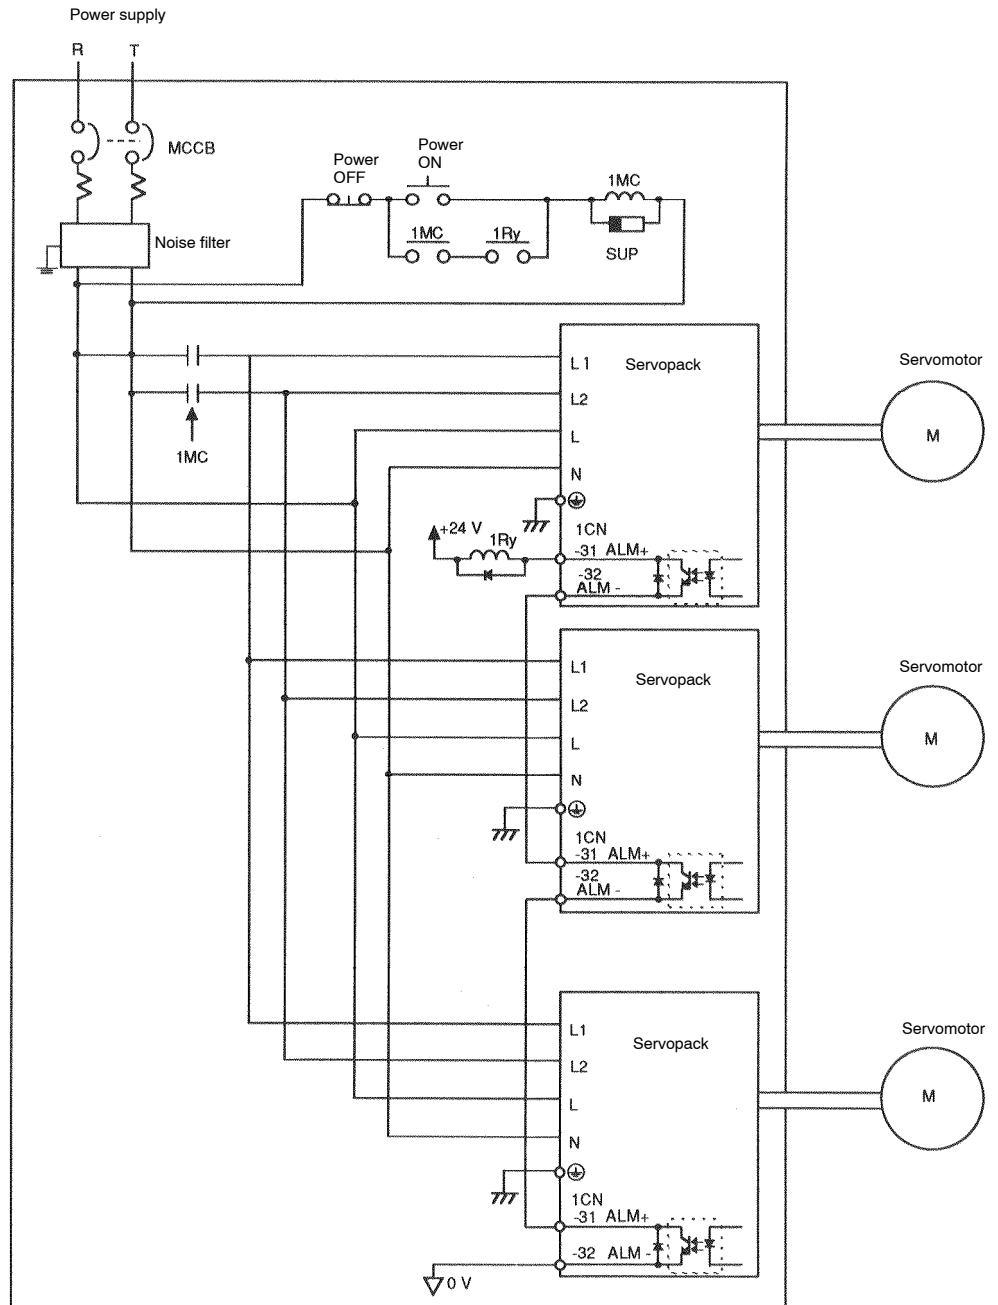 Power supply
R T
MCCB
Power
OFF
Power
ON
1MC
1MC
1Ry
SUP
Noise filter
1MC
L1
Servopack
L2
L
N
Servomotor
M
+24 V
1Ry
1CN
-31 ALM+
-32
ALM -
L1
Servopack
L2
L
N
Servomotor
M
1CN
-31 ALM+
-32
ALM -
L1
Servopack
L2
L
N
Servomotor
M
1CN
-31 ALM+
-32 ALM -
0 V